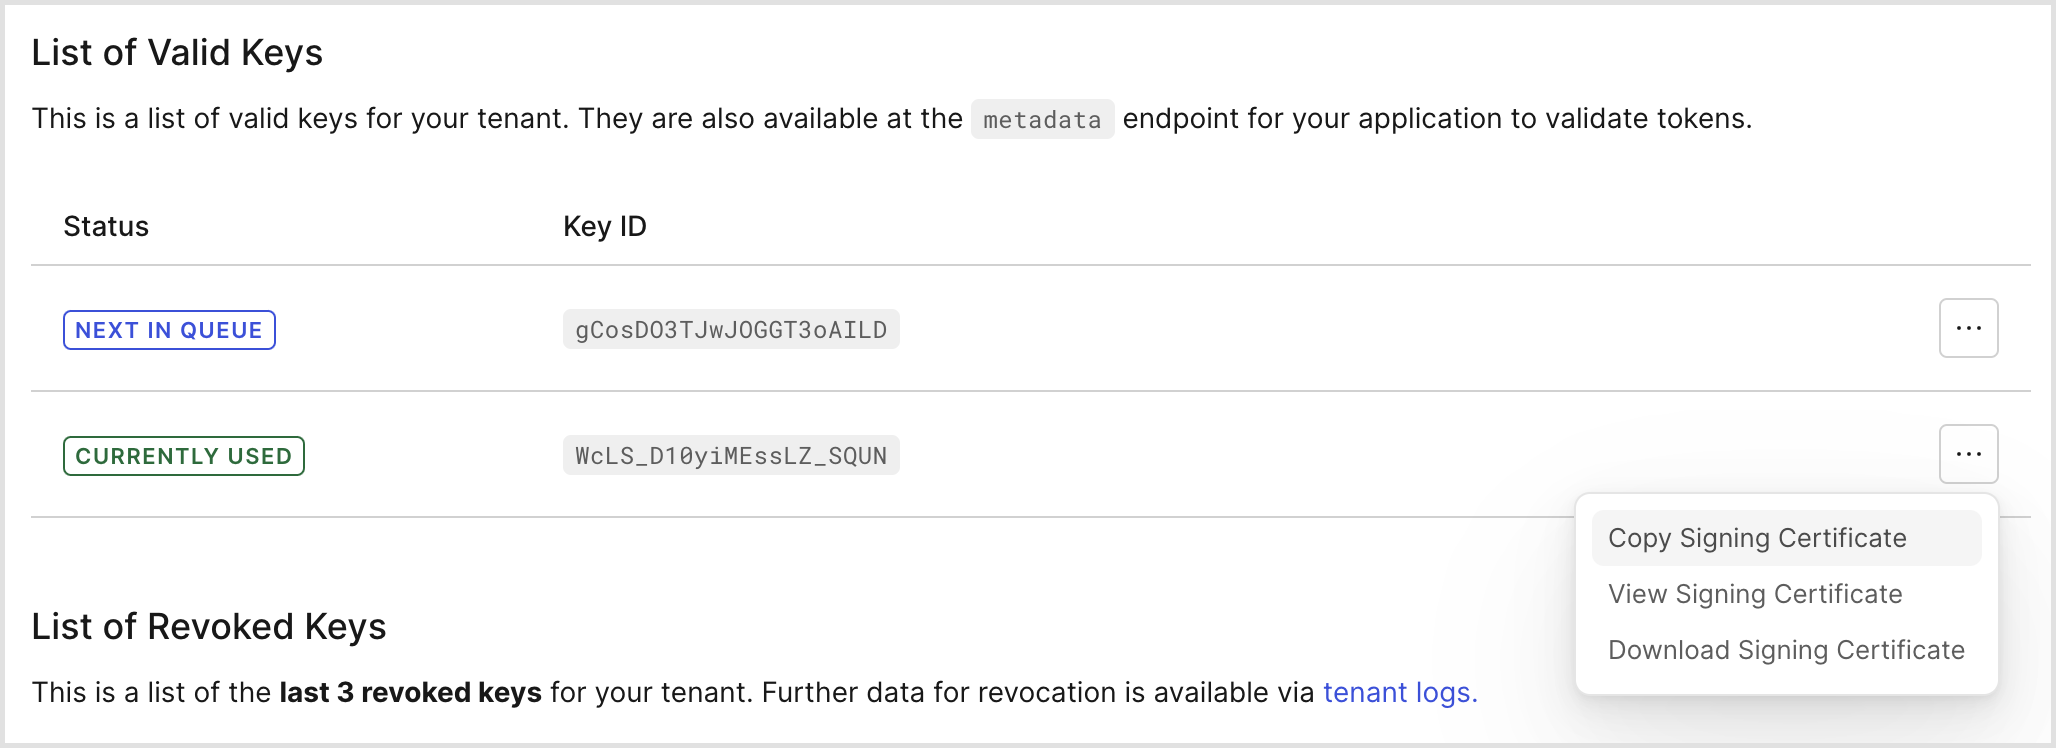 List of Valid Keys
This is a list of valid keys for your tenant. They are also available at the metadata endpoint for your application to validate tokens.
Status Key ID
NEXT IN QUEUE gCosDO3TJwJOGGT3oAILD ...
CURRENTLY USED WcLS_D10yiMEssLZ_SQUN ...
Copy Signing Certificate
View Signing Certificate
Download Signing Certificate
List of Revoked Keys
This is a list of the last 3 revoked keys for your tenant. Further data for revocation is available via tenant logs.